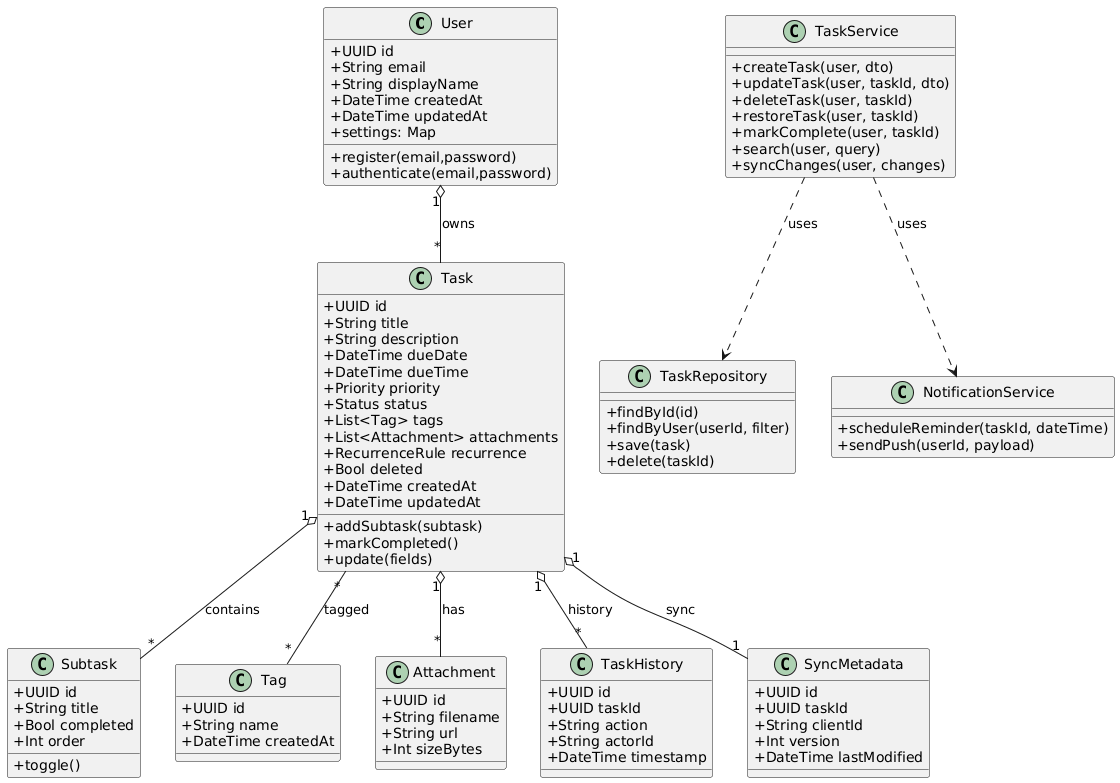 C User
+UUID id
+String email
+String displayName
+DateTime createdAt
+DateTime updatedAt
+settings: Map
+register(email,password)
+authenticate(email,password)
C TaskService
+createTask(user, dto)
+updateTask(user, taskId, dto)
+deleteTask(user, taskId)
+restoreTask(user, taskId)
+markComplete(user, taskId)
+search(user, query)
+syncChanges(user, changes)
1
owns
*
uses
uses
C Task
+UUID id
+String title
+String description
+DateTime dueDate
+DateTime dueTime
+Priority priority
+Status status
+List<Tag> tags
+List<Attachment> attachments
+RecurrenceRule recurrence
+Bool deleted
+DateTime createdAt
+DateTime updatedAt
+addSubtask(subtask)
+markCompleted()
+update(fields)
C TaskRepository
+findById(id)
+findByUser(userId, filter)
+save(task)
+delete(taskId)
C NotificationService
+scheduleReminder(taskId, dateTime)
+sendPush(userId, payload)
1
contains
*
*
tagged
*
1
has
*
1
history
*
1
sync
1
C Subtask
+UUID id
+String title
+Bool completed
+Int order
+toggle()
C Tag
+UUID id
+String name
+DateTime createdAt
C Attachment
+UUID id
+String filename
+String url
+Int sizeBytes
C TaskHistory
+UUID id
+UUID taskId
+String action
+String actorId
+DateTime timestamp
C SyncMetadata
+UUID id
+UUID taskId
+String clientId
+Int version
+DateTime lastModified